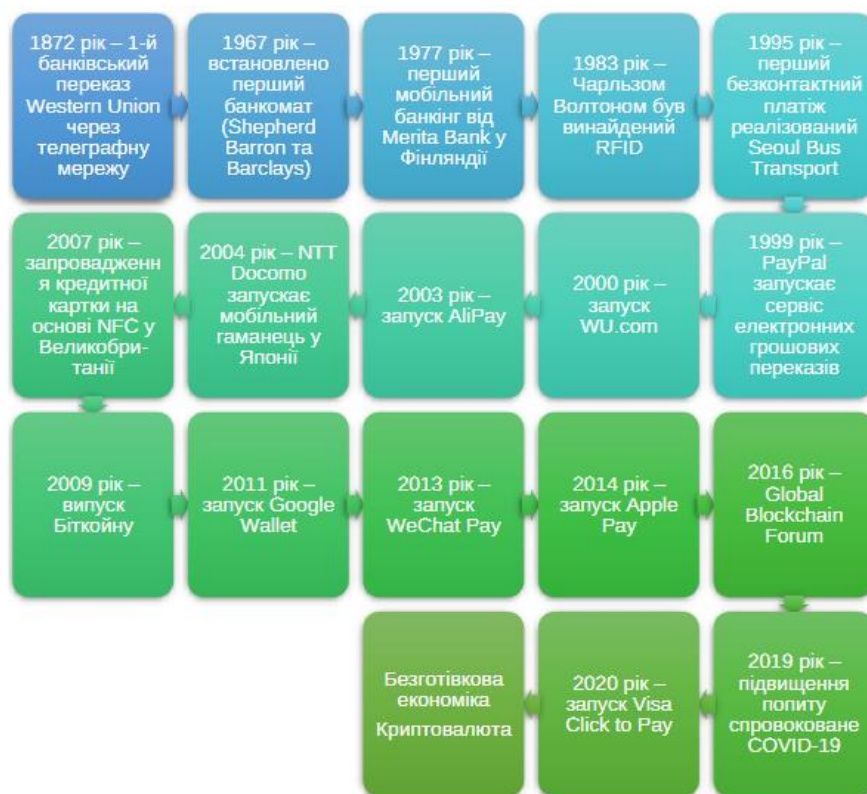 1872 рік – 1-й
банківський
переказ
Western Union
через
телеграфну
мережу
1967 рік –
встановлено
перший
банкомат
(Shepherd
Barron та
Barclays)
1977 рік –
перший
мобільний
банкінг від
Merita Bank у
Фінляндії
1983 рік –
Чарльзом
Волтоном був
винайдений
RFID
1995 рік –
перший
безконтактний
платіж
реалізований
Seoul Bus
Transport
1999 рік –
PayPal
запускає
сервіс
електронних
грошових
переказів
2000 рік –
запуск
WU.com
2003 рік –
запуск AliPay
2004 рік – NTT
Docomo
запускає
мобільний
гаманець у
Японії
2007 рік –
запровадженн
я кредитної
картки на
основі NFC у
Великобри-
танії
2009 рік –
випуск
Біткойну
2011 рік –
запуск Google
Wallet
2013 рік –
запуск
WeChat Pay
2014 рік –
запуск Apple
Pay
2016 рік –
Global
Blockchain
Forum
2019 рік –
підвищення
попиту
спровоковане
COVID-19
2020 рік –
запуск Visa
Click to Pay
Безготівкова
економіка
Криптовалюта